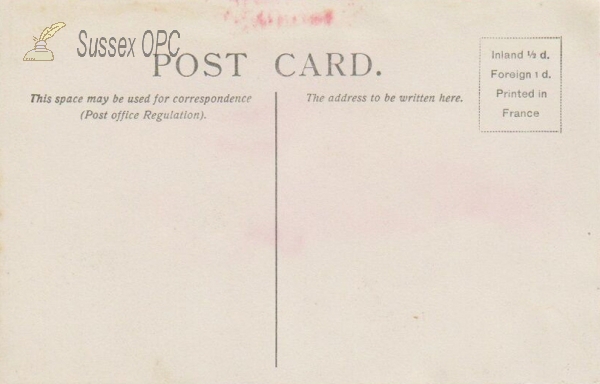 Sussex OPC
POST CARD.
This space may be used for correspondence
(Post office Regulation).
The address to be written here.
Inland ½ d.
Foreign 1 d.
Printed in
France